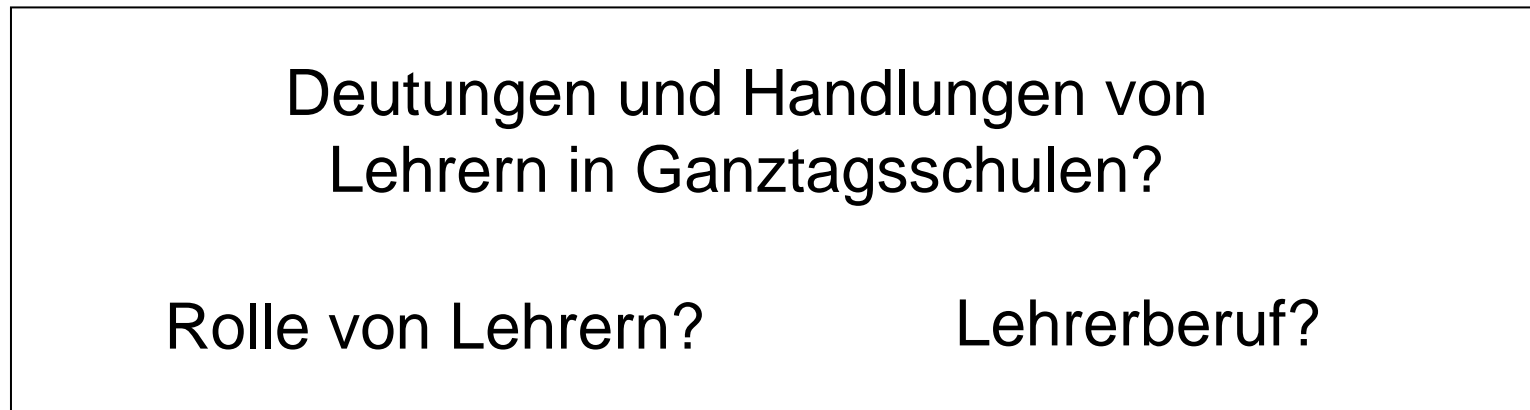 Deutungen und Handlungen von
Lehrern in Ganztagsschulen?
Rolle von Lehrern?
Lehrerberuf?